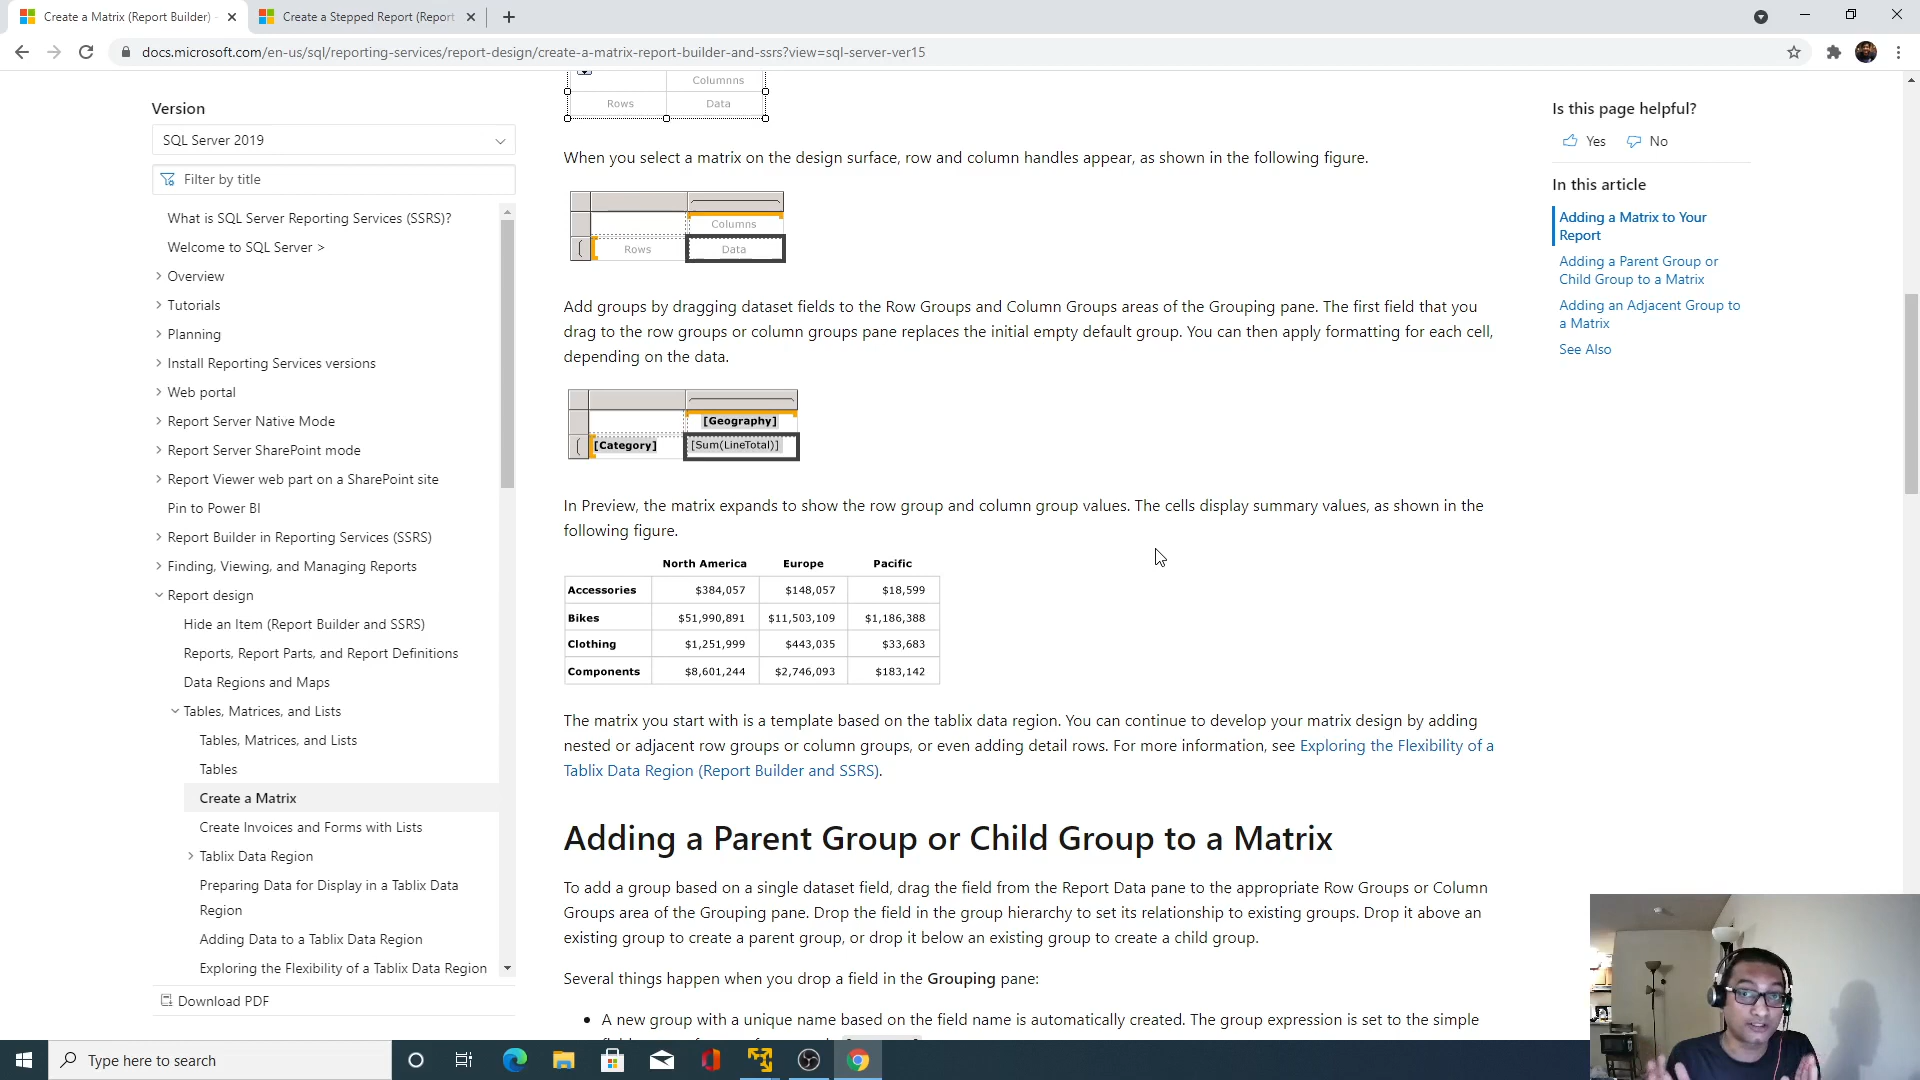 Create a Matrix (Report Builder) -
Create a Stepped Report (Report
docs.microsoft.com/en-us/sql/reporting-services/report-design/create-a-matrix-report-builder-and-ssrs?view=sql-server-ver15
Version
SQL Server 2019
Filter by title
What is SQL Server Reporting Services (SSRS)?
Welcome to SQL Server >
Overview
Tutorials
Planning
Install Reporting Services versions
Web portal
Report Server Native Mode
Report Server SharePoint mode
Report Viewer web part on a SharePoint site
Pin to Power BI
Report Builder in Reporting Services (SSRS)
Finding, Viewing, and Managing Reports
Report design
Hide an Item (Report Builder and SSRS)
Reports, Report Parts, and Report Definitions
Data Regions and Maps
Tables, Matrices, and Lists
Tables, Matrices, and Lists
Tables
Create a Matrix
Create Invoices and Forms with Lists
Tablix Data Region
Preparing Data for Display in a Tablix Data
Region
Adding Data to a Tablix Data Region
Exploring the Flexibility of a Tablix Data Region
Download PDF
Columns
Rows Data
When you select a matrix on the design surface, row and column handles appear, as shown in the following figure.
Columns
Rows Data
Add groups by dragging dataset fields to the Row Groups and Column Groups areas of the Grouping pane. The first field that you
drag to the row groups or column groups pane replaces the initial empty default group. You can then apply formatting for each cell,
depending on the data.
[Geography]
[Category] [Sum(LineTotal)]
In Preview, the matrix expands to show the row group and column group values. The cells display summary values, as shown in the
following figure.
North America Europe Pacific
Accessories $384,057 $148,057 $18,599
Bikes $51,990,891 $11,503,109 $1,186,388
Clothing $1,251,999 $443,035 $33,683
Components $8,601,244 $2,746,093 $183,142
The matrix you start with is a template based on the tablix data region. You can continue to develop your matrix design by adding
nested or adjacent row groups or column groups, or even adding detail rows. For more information, see Exploring the Flexibility of a
Tablix Data Region (Report Builder and SSRS).
Adding a Parent Group or Child Group to a Matrix
To add a group based on a single dataset field, drag the field from the Report Data pane to the appropriate Row Groups or Column
Groups area of the Grouping pane. Drop the field in the group hierarchy to set its relationship to existing groups. Drop it above an
existing group to create a parent group, or drop it below an existing group to create a child group.
Several things happen when you drop a field in the Grouping pane:
• A new group with a unique name based on the field name is automatically created. The group expression is set to the simple
Is this page helpful?
Yes No
In this article
Adding a Matrix to Your
Report
Adding a Parent Group or
Child Group to a Matrix
Adding an Adjacent Group to
a Matrix
See Also
Type here to search